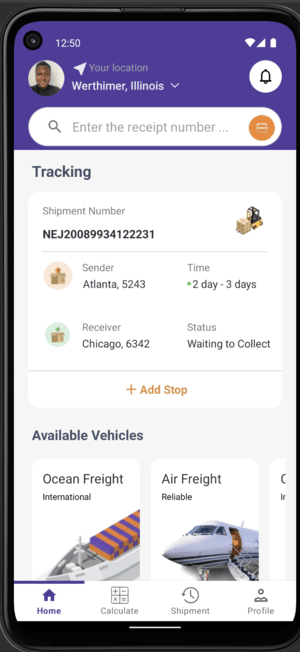 12:50
Your location
Werthimer, Illinois
Enter the receipt number ...
Tracking
Shipment Number
NEJ20089934122231
Sender
Time
Atlanta, 5243
2 day - 3 days
Receiver
Status
Chicago, 6342
Waiting to Collect
+ Add Stop
Available Vehicles
Ocean Freight
Air Freight
International
Reliable
Home
Calculate
Shipment
Profile